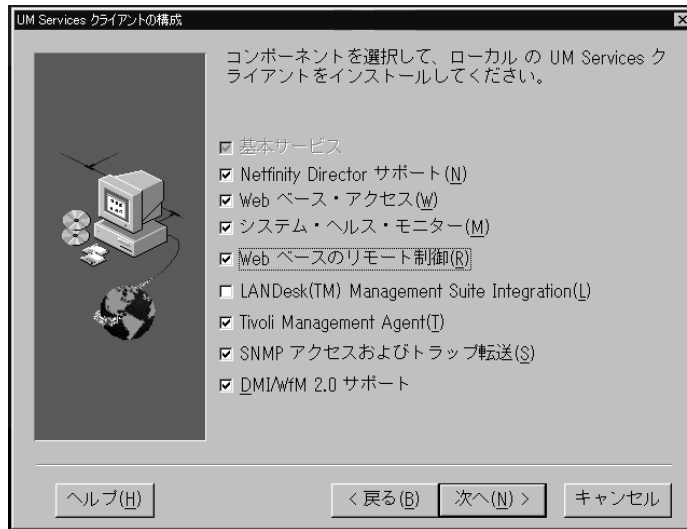 UM Services クライアントの構成
コンポーネントを選択して、ローカル の UM Services ク
ライアントをインストールしてください。
基本サービス
Netfinity Director サポート(N)
Web ベース・アクセス(W)
システム・ヘルス・モニター(M)
Web ベースのリモート制御(R)
LANDesk(TM) Management Suite Integration(L)
Tivoli Management Agent(T)
SNMP アクセスおよびトラップ転送(S)
DMI/WfM 2.0 サポート
ヘルプ(H)
< 戻る(B)
次へ(N) >
キャンセル